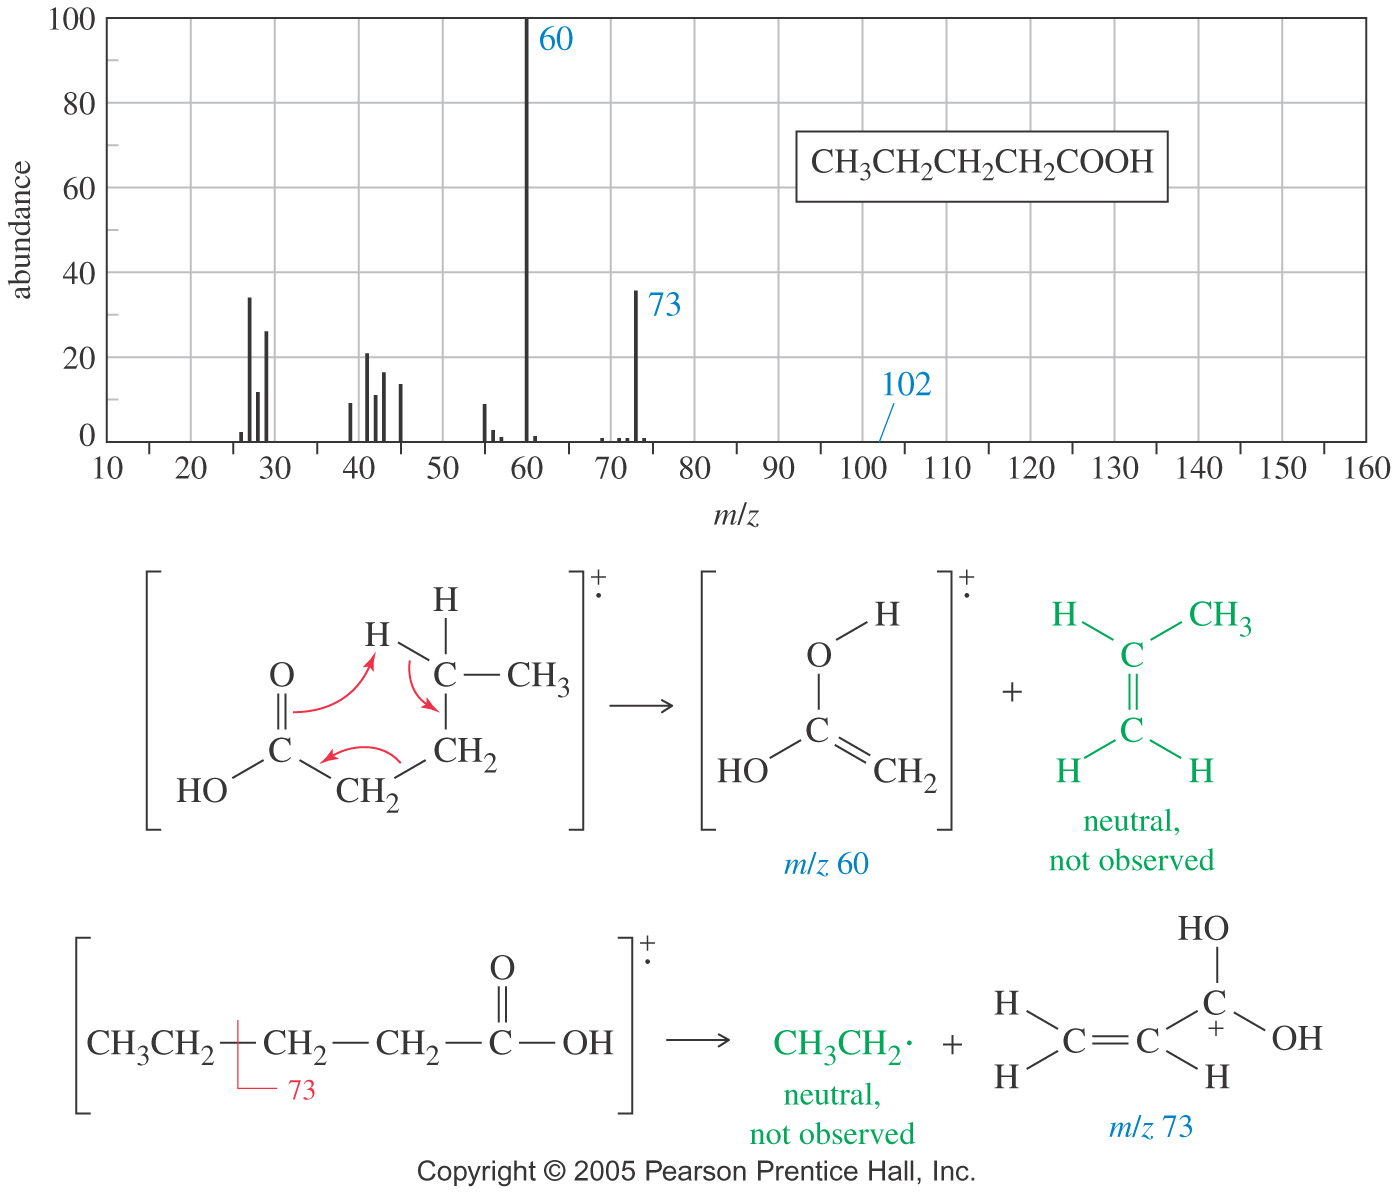 100
80
60
40
20
0
abundance
60
73
102
CH₃CH₂CH₂CH₂COOH
10 20 30 40 50 60 70 80 90 100 110 120 130 140 150 160
m/z
H
H
O
C—CH₃
C
CH₂
HO
CH₂
+
.
H
O
C
HO
CH₂
+
.
+
H
CH₃
C
C
H
H
neutral,
not observed
m/z 60
+
.
O
CH₃CH₂—CH₂—CH₂—C—OH
73
CH₃CH₂·
neutral,
not observed
+
HO
H
C
+
C=C
OH
H
H
m/z 73
Copyright © 2005 Pearson Prentice Hall, Inc.